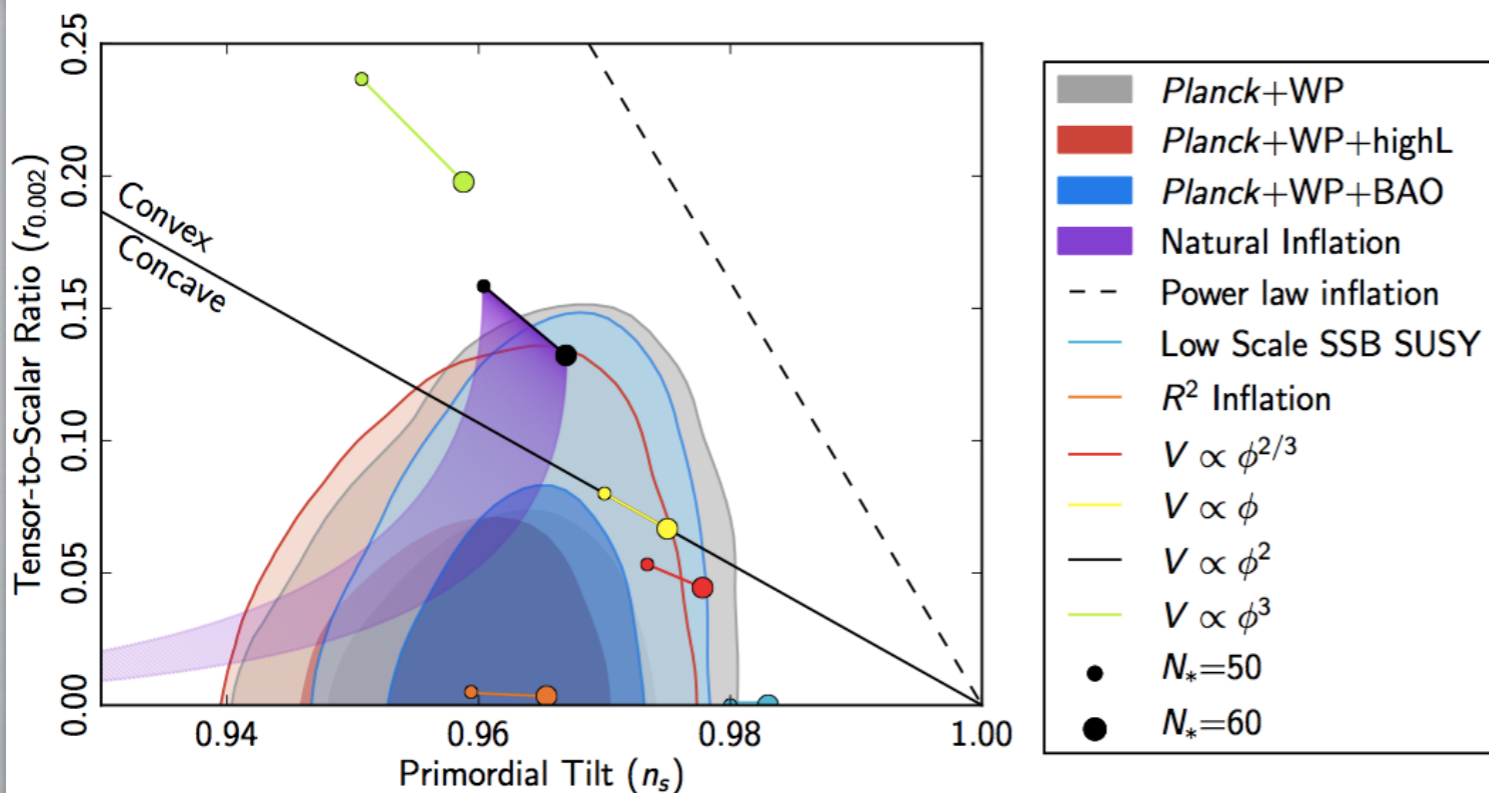 Tensor-to-Scalar Ratio (r₀.₀₀₂)
0.25
0.20
0.15
0.10
0.05
0.00
Convex
Concave
0.94
0.96
0.98
1.00
Primordial Tilt (nₛ)
Planck+WP
Planck+WP+highL
Planck+WP+BAO
Natural Inflation
Power law inflation
Low Scale SSB SUSY
R² Inflation
V ∝ ϕ²/³
V ∝ ϕ
V ∝ ϕ²
V ∝ ϕ³
N*=50
N*=60